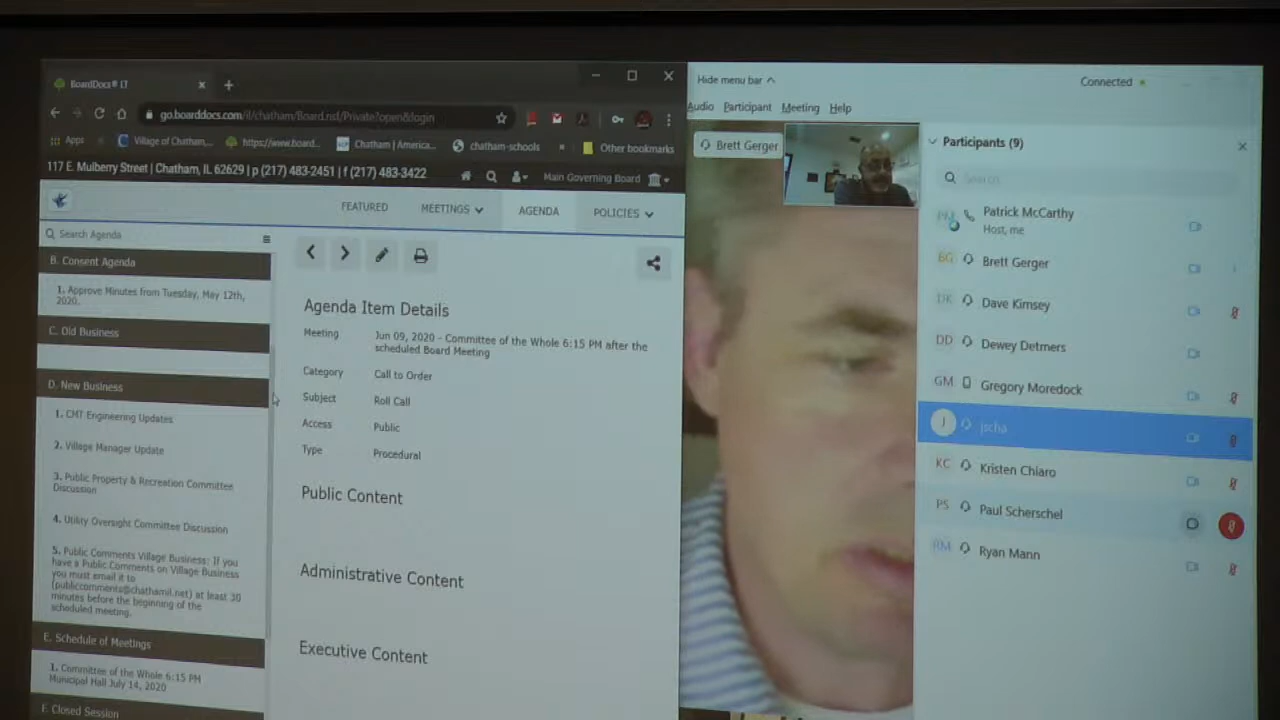 BoardDocs® LT
go.boarddocs.com/il/chatham/Board.nsf/Private?open&login
Apps
Village of Chatham,
https://www.board...
Chatham | America...
chatham-schools
»
Other bookmarks
117 E. Mulberry Street | Chatham, IL 62629 | p (217) 483-2451 | f (217) 483-3422
Main Governing Board
FEATURED
MEETINGS
AGENDA
POLICIES
Search Agenda
B. Consent Agenda
1. Approve Minutes from Tuesday, May 12th,
2020.
C. Old Business
D. New Business
1. CMT Engineering Updates
2. Village Manager Update
3. Public Property & Recreation Committee
Discussion
4. Utility Oversight Committee Discussion
5. Public Comments Village Business: If you
have a Public Comments on Village Business
you must email it to
(publiccomments@chathamil.net) at least 30
minutes before the beginning of the
scheduled meeting.
E. Schedule of Meetings
1. Committee of the Whole 6:15 PM
Municipal Hall July 14, 2020
F. Closed Session
Agenda Item Details
Meeting
Jun 09, 2020 - Committee of the Whole 6:15 PM after the
scheduled Board Meeting
Category
Call to Order
Subject
Roll Call
Access
Public
Type
Procedural
Public Content
Administrative Content
Executive Content
Hide menu bar
Connected
Audio Participant Meeting Help
Brett Gerger
Participants (9)
Search
PM
Patrick McCarthy
Host, me
BG Brett Gerger
DK Dave Kimsey
DD Dewey Detmers
GM Gregory Moredock
J jscha
KC Kristen Chiaro
PS Paul Scherschel
RM Ryan Mann